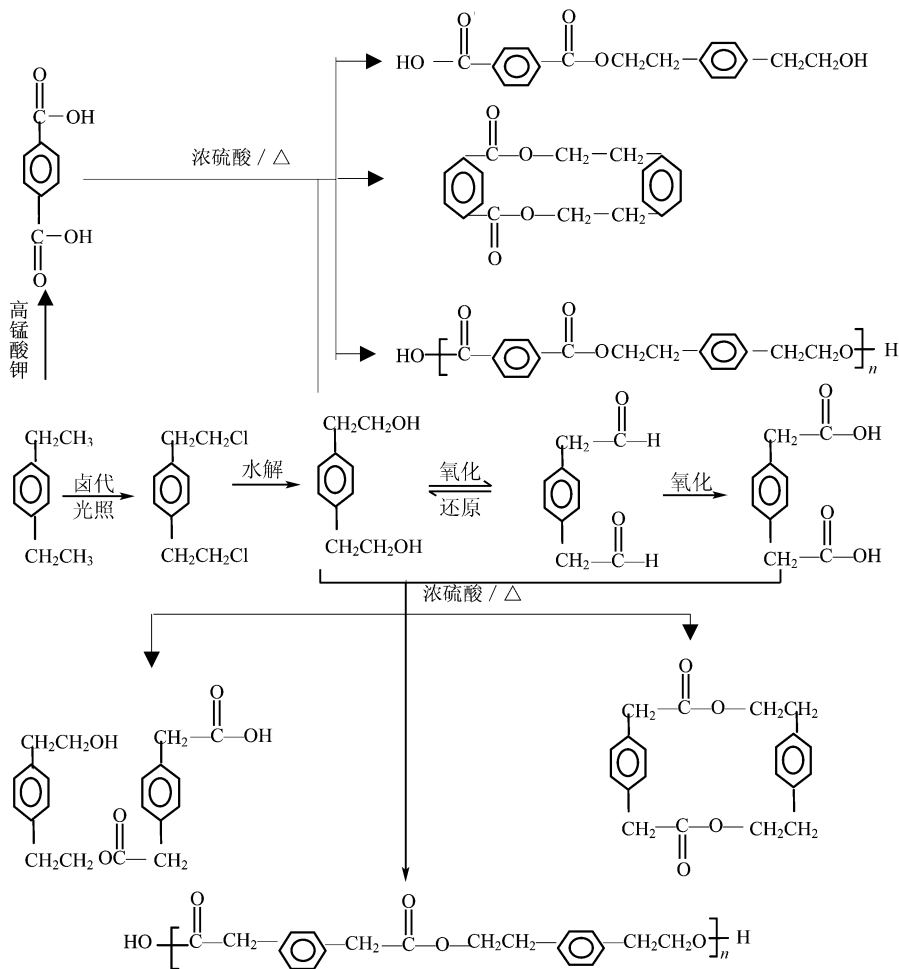 O
O
HO
C
C
OCH₂CH₂
CH₂CH₂OH
O
C
OH
C
OH
O
浓硫酸/△
O
C
O
CH₂
CH₂
C
O
CH₂
CH₂
O
高锰酸钾
O
O
HO
[
C
C
OCH₂CH₂
CH₂CH₂O
]
n
H
CH₂CH₃
CH₂CH₃
卤代
光照
CH₂CH₂Cl
CH₂CH₂Cl
水解
CH₂CH₂OH
CH₂CH₂OH
氧化
还原
O
CH₂
C
H
O
CH₂
C
H
氧化
O
CH₂
C
OH
O
CH₂
C
OH
浓硫酸/△
CH₂CH₂OH
CH₂CH₂
O
CH₂
C
OH
O
OC
CH₂
O
CH₂
C
O
CH₂CH₂
CH₂
C
O
CH₂
CH₂
O
O
O
HO
[
C
CH₂
CH₂
C
O
CH₂CH₂
CH₂CH₂O
]
n
H